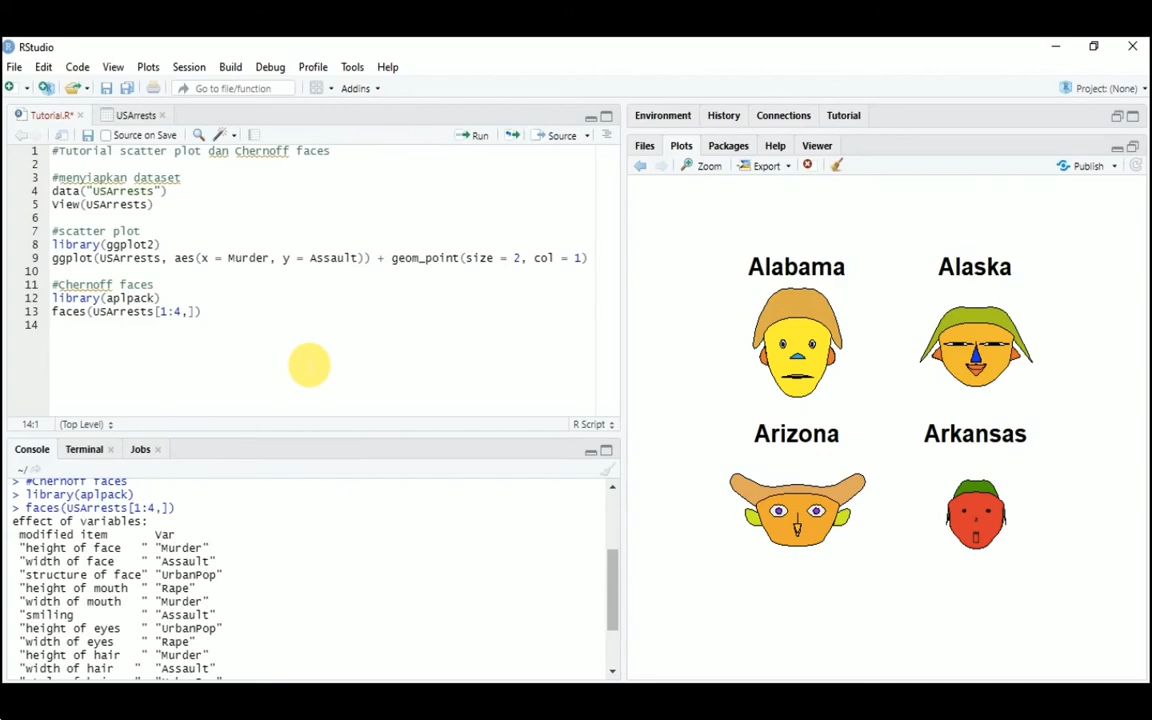 RStudio
File Edit Code View Plots Session Build Debug Profile Tools Help
Go to file/function Addins Project: (None)
Tutorial.R* USArrests
Source on Save Run Source
1 #Tutorial scatter plot dan Chernoff faces
2
3 #menyiapkan dataset
4 data("USArrests")
5 View(USArrests)
6
7 #scatter plot
8 library(ggplot2)
9 ggplot(USArrests, aes(x = Murder, y = Assault)) + geom_point(size = 2, col = 1)
10
11 #Chernoff faces
12 library(aplpack)
13 faces(USArrests[1:4,])
14
14:1 (Top Level) R Script
Console Terminal Jobs
~/
> #Chernoff faces
> library(aplpack)
> faces(USArrests[1:4,])
effect of variables:
modified item Var
"height of face " "Murder"
"width of face " "Assault"
"structure of face" "UrbanPop"
"height of mouth " "Rape"
"width of mouth " "Murder"
"smiling " "Assault"
"height of eyes " "UrbanPop"
"width of eyes " "Rape"
"height of hair " "Murder"
"width of hair " "Assault"
Environment History Connections Tutorial
Files Plots Packages Help Viewer
Zoom Export Publish
Alabama Alaska
Arizona Arkansas